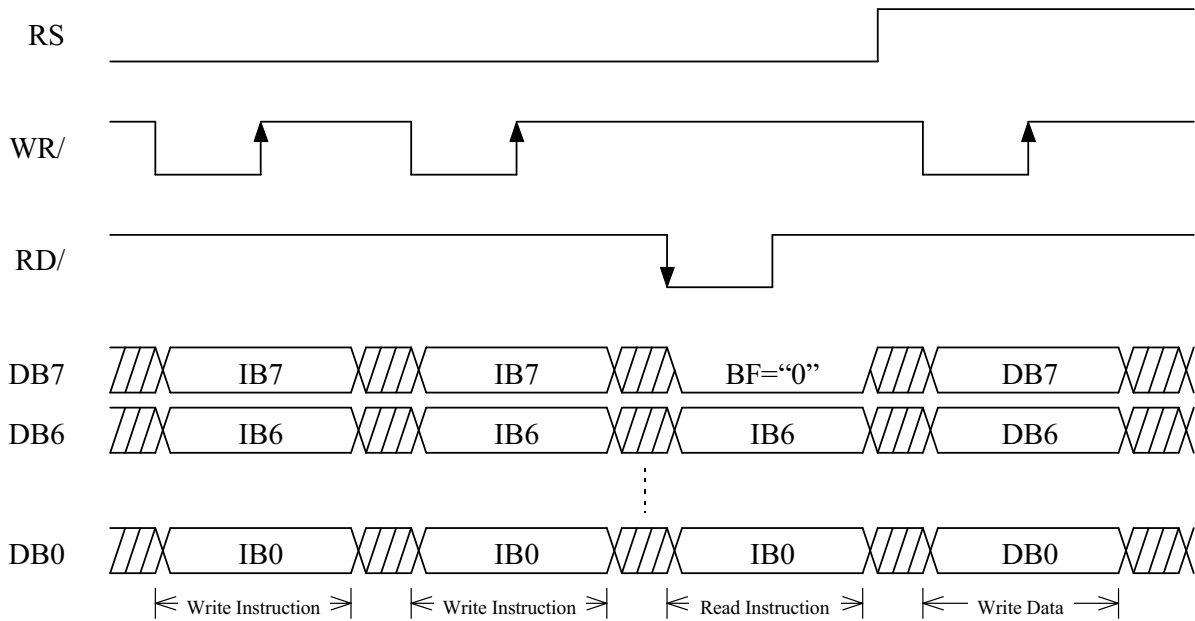 RS
WR/
RD/
DB7 IB7 IB7 BF=“0” DB7
DB6 IB6 IB6 IB6 DB6
DB0 IB0 IB0 IB0 DB0
Write Instruction Write Instruction Read Instruction Write Data